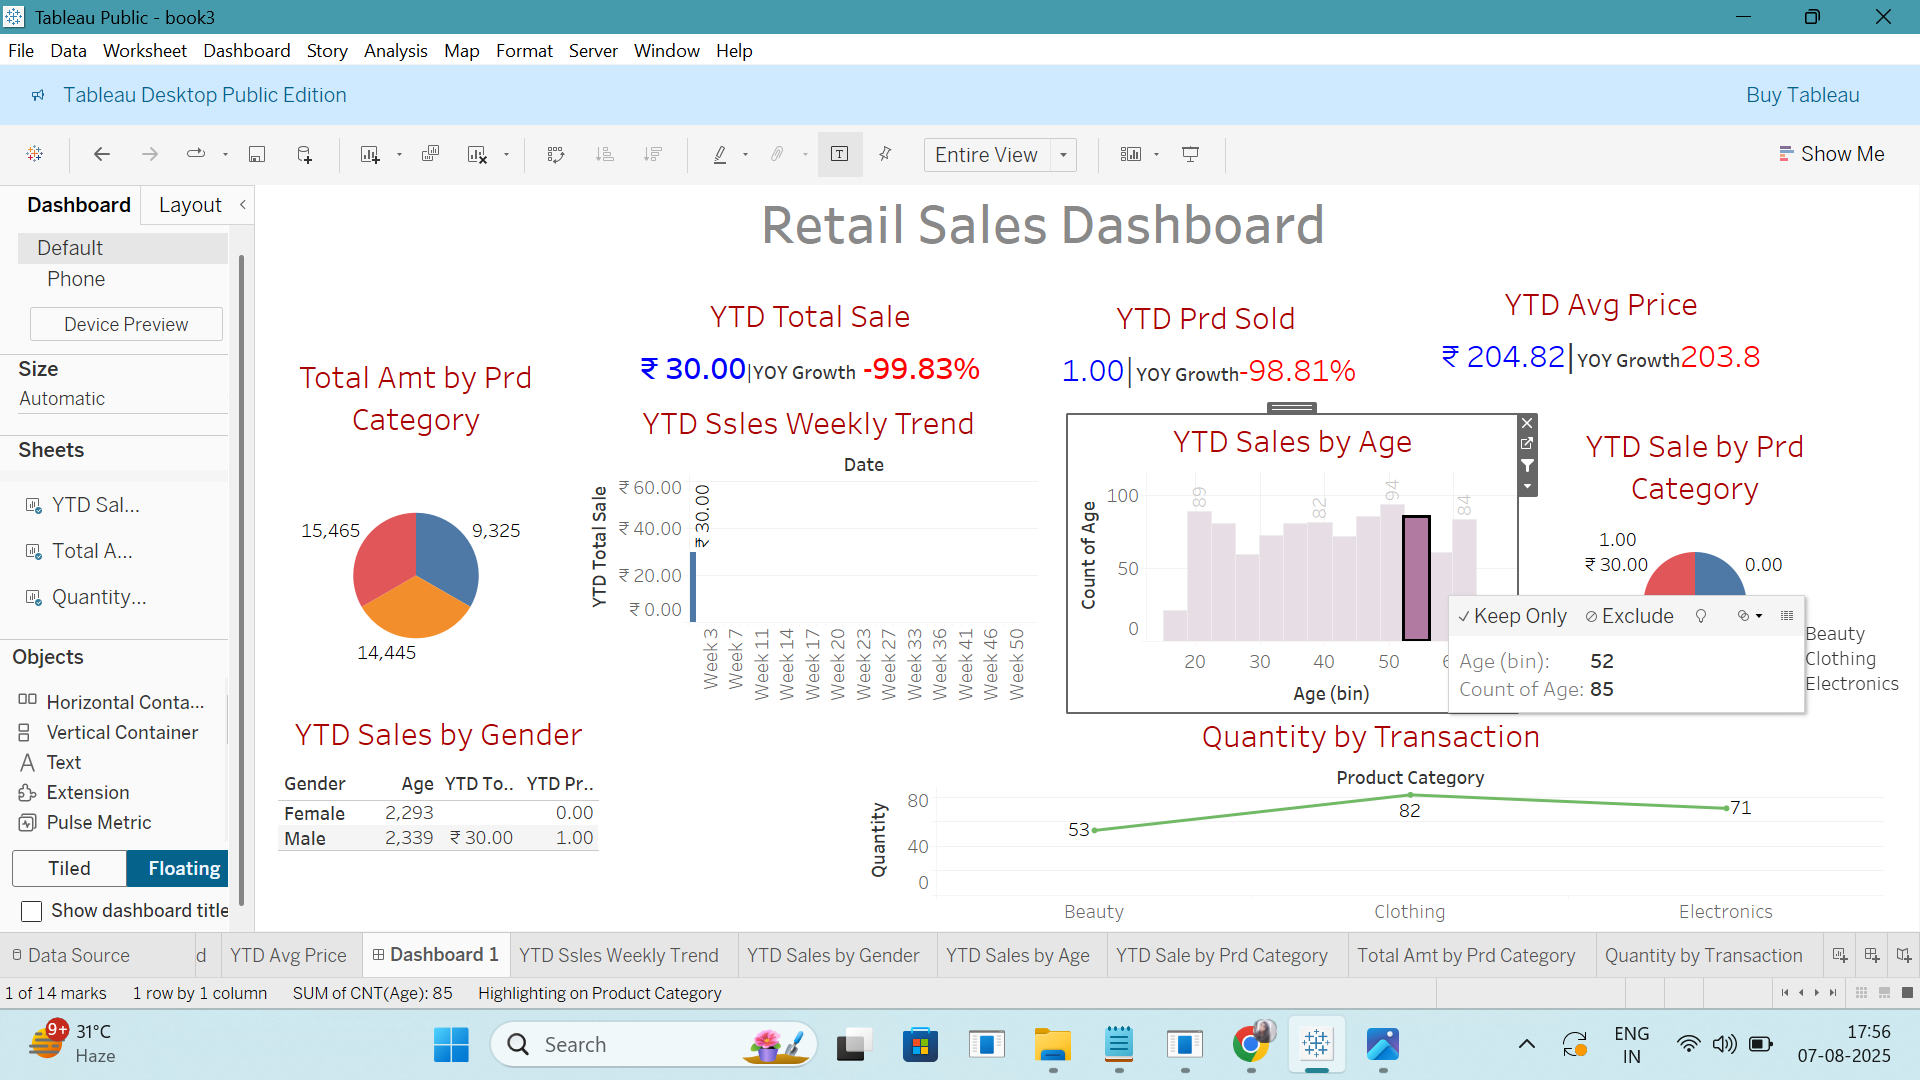 Tableau Public - book3
File Data Worksheet Dashboard Story Analysis Map Format Server Window Help
Tableau Desktop Public Edition
Buy Tableau
Entire View
Show Me
Dashboard
Layout
Default
Phone
Device Preview
Size
Automatic
Sheets
YTD Sal...
Total A...
Quantity...
Objects
Horizontal Conta...
Vertical Container
Text
Extension
Pulse Metric
Tiled
Floating
Show dashboard title
Retail Sales Dashboard
YTD Total Sale
₹ 30.00|YOY Growth -99.83%
YTD Prd Sold
1.00| YOY Growth-98.81%
YTD Avg Price
₹ 204.82| YOY Growth203.8
Total Amt by Prd
Category
15,465
9,325
14,445
YTD Ssles Weekly Trend
Date
YTD Total Sale
₹ 60.00
₹ 40.00
₹ 20.00
₹ 0.00
₹ 30.00
Week 3
Week 7
Week 11
Week 14
Week 17
Week 20
Week 23
Week 27
Week 33
Week 36
Week 41
Week 46
Week 50
YTD Sales by Age
Count of Age
100
50
0
89
82
94
84
20
30
40
50
Age (bin)
Keep Only
Exclude
Age (bin): 52
Count of Age: 85
YTD Sale by Prd
Category
1.00
₹ 30.00
0.00
Beauty
Clothing
Electronics
YTD Sales by Gender
Gender Age YTD To.. YTD Pr..
Female 2,293 0.00
Male 2,339 ₹ 30.00 1.00
Quantity by Transaction
Product Category
Quantity
80
40
0
53
82
71
Beauty
Clothing
Electronics
Data Source
d
YTD Avg Price
Dashboard 1
YTD Ssles Weekly Trend
YTD Sales by Gender
YTD Sales by Age
YTD Sale by Prd Category
Total Amt by Prd Category
Quantity by Transaction
1 of 14 marks
1 row by 1 column
SUM of CNT(Age): 85
Highlighting on Product Category
9+
31°C
Haze
Search
ENG
IN
17:56
07-08-2025